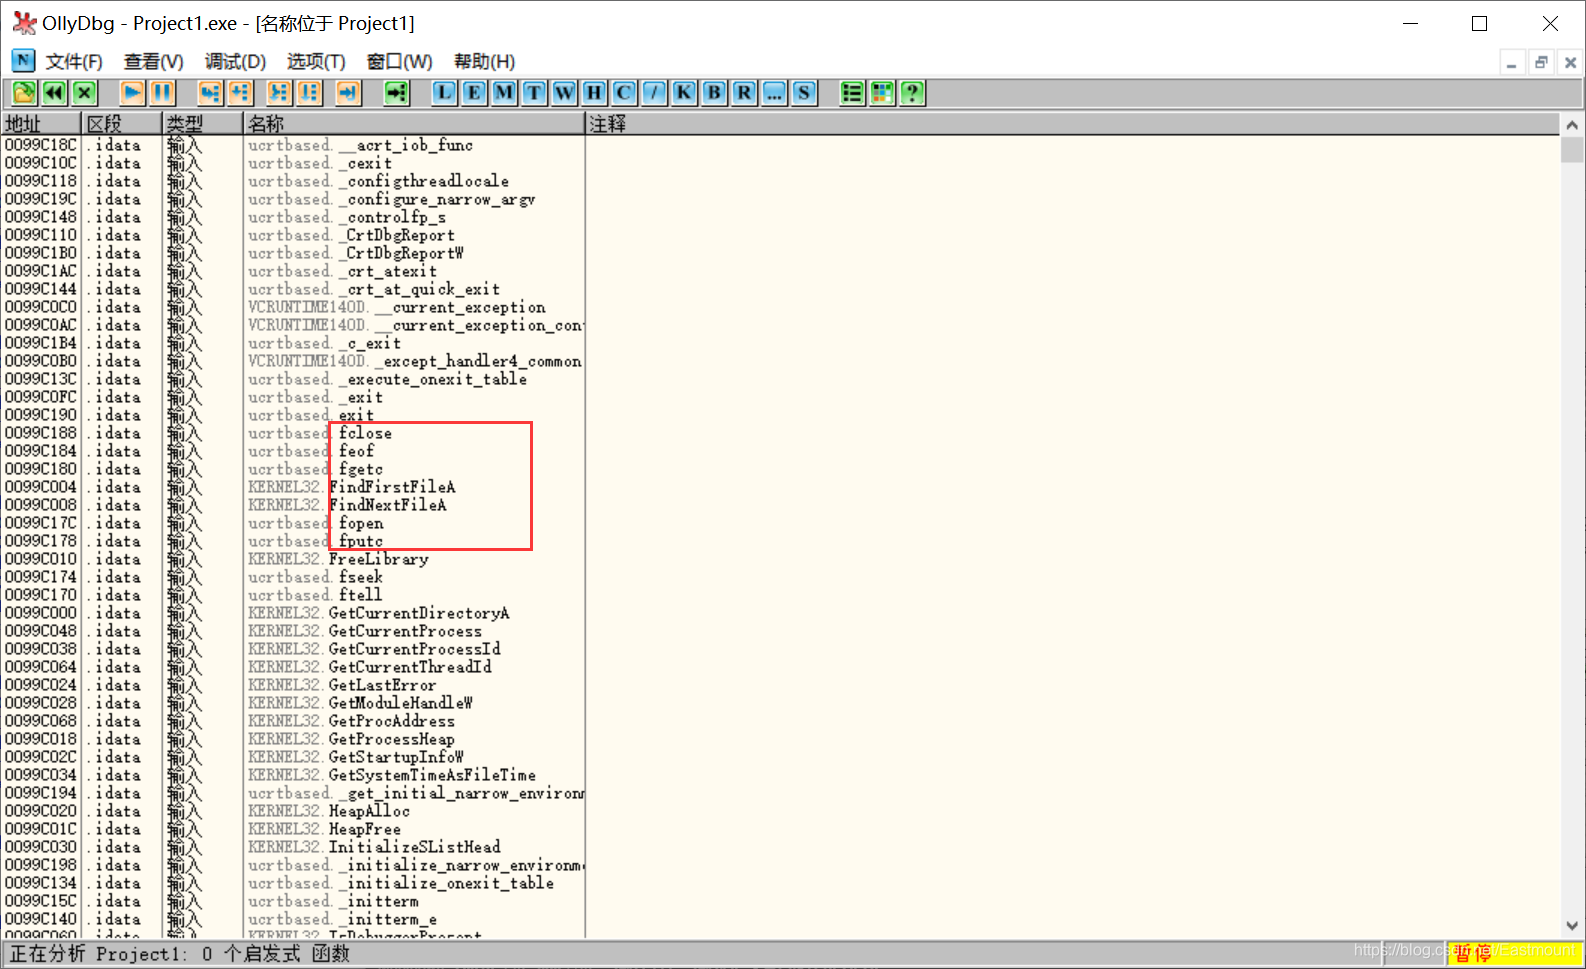 OllyDbg - Project1.exe - [名称位于 Project1]
N 文件(F) 查看(V) 调试(D) 选项(T) 窗口(W) 帮助(H)
L E M T W H C / K B R ... S ?
地址 区段 类型 名称 注释
0099C18C .idata 输入 ucrtbased.__acrt_iob_func
0099C10C .idata 输入 ucrtbased._cexit
0099C118 .idata 输入 ucrtbased._configthreadlocale
0099C19C .idata 输入 ucrtbased._configure_narrow_argv
0099C148 .idata 输入 ucrtbased._controlfp_s
0099C110 .idata 输入 ucrtbased._CrtDbgReport
0099C1B0 .idata 输入 ucrtbased._CrtDbgReportW
0099C1AC .idata 输入 ucrtbased._crt_atexit
0099C144 .idata 输入 ucrtbased._crt_at_quick_exit
0099C0C0 .idata 输入 VCRUNTIME140D.__current_exception
0099C0AC .idata 输入 VCRUNTIME140D.__current_exception_con
0099C1B4 .idata 输入 ucrtbased._c_exit
0099C0B0 .idata 输入 VCRUNTIME140D._except_handler4_common
0099C13C .idata 输入 ucrtbased._execute_onexit_table
0099C0FC .idata 输入 ucrtbased._exit
0099C190 .idata 输入 ucrtbased.exit
0099C188 .idata 输入 ucrtbased.fclose
0099C184 .idata 输入 ucrtbased.feof
0099C180 .idata 输入 ucrtbased.fgetc
0099C004 .idata 输入 KERNEL32.FindFirstFileA
0099C008 .idata 输入 KERNEL32.FindNextFileA
0099C17C .idata 输入 ucrtbased.fopen
0099C178 .idata 输入 ucrtbased.fputc
0099C010 .idata 输入 KERNEL32.FreeLibrary
0099C174 .idata 输入 ucrtbased.fseek
0099C170 .idata 输入 ucrtbased.ftell
0099C000 .idata 输入 KERNEL32.GetCurrentDirectoryA
0099C048 .idata 输入 KERNEL32.GetCurrentProcess
0099C038 .idata 输入 KERNEL32.GetCurrentProcessId
0099C064 .idata 输入 KERNEL32.GetCurrentThreadId
0099C024 .idata 输入 KERNEL32.GetLastError
0099C028 .idata 输入 KERNEL32.GetModuleHandleW
0099C068 .idata 输入 KERNEL32.GetProcAddress
0099C018 .idata 输入 KERNEL32.GetProcessHeap
0099C02C .idata 输入 KERNEL32.GetStartupInfoW
0099C034 .idata 输入 KERNEL32.GetSystemTimeAsFileTime
0099C194 .idata 输入 ucrtbased._get_initial_narrow_environ
0099C020 .idata 输入 KERNEL32.HeapAlloc
0099C01C .idata 输入 KERNEL32.HeapFree
0099C030 .idata 输入 KERNEL32.InitializeSListHead
0099C198 .idata 输入 ucrtbased._initialize_narrow_environm
0099C134 .idata 输入 ucrtbased._initialize_onexit_table
0099C15C .idata 输入 ucrtbased._initterm
0099C140 .idata 输入 ucrtbased._initterm_e
0099C060 .idata 输入 KERNEL32.IsDebuggerPresent
正在分析 Project1: 0 个启发式 函数 暂停
https://blog.csdn.net/Eastmount